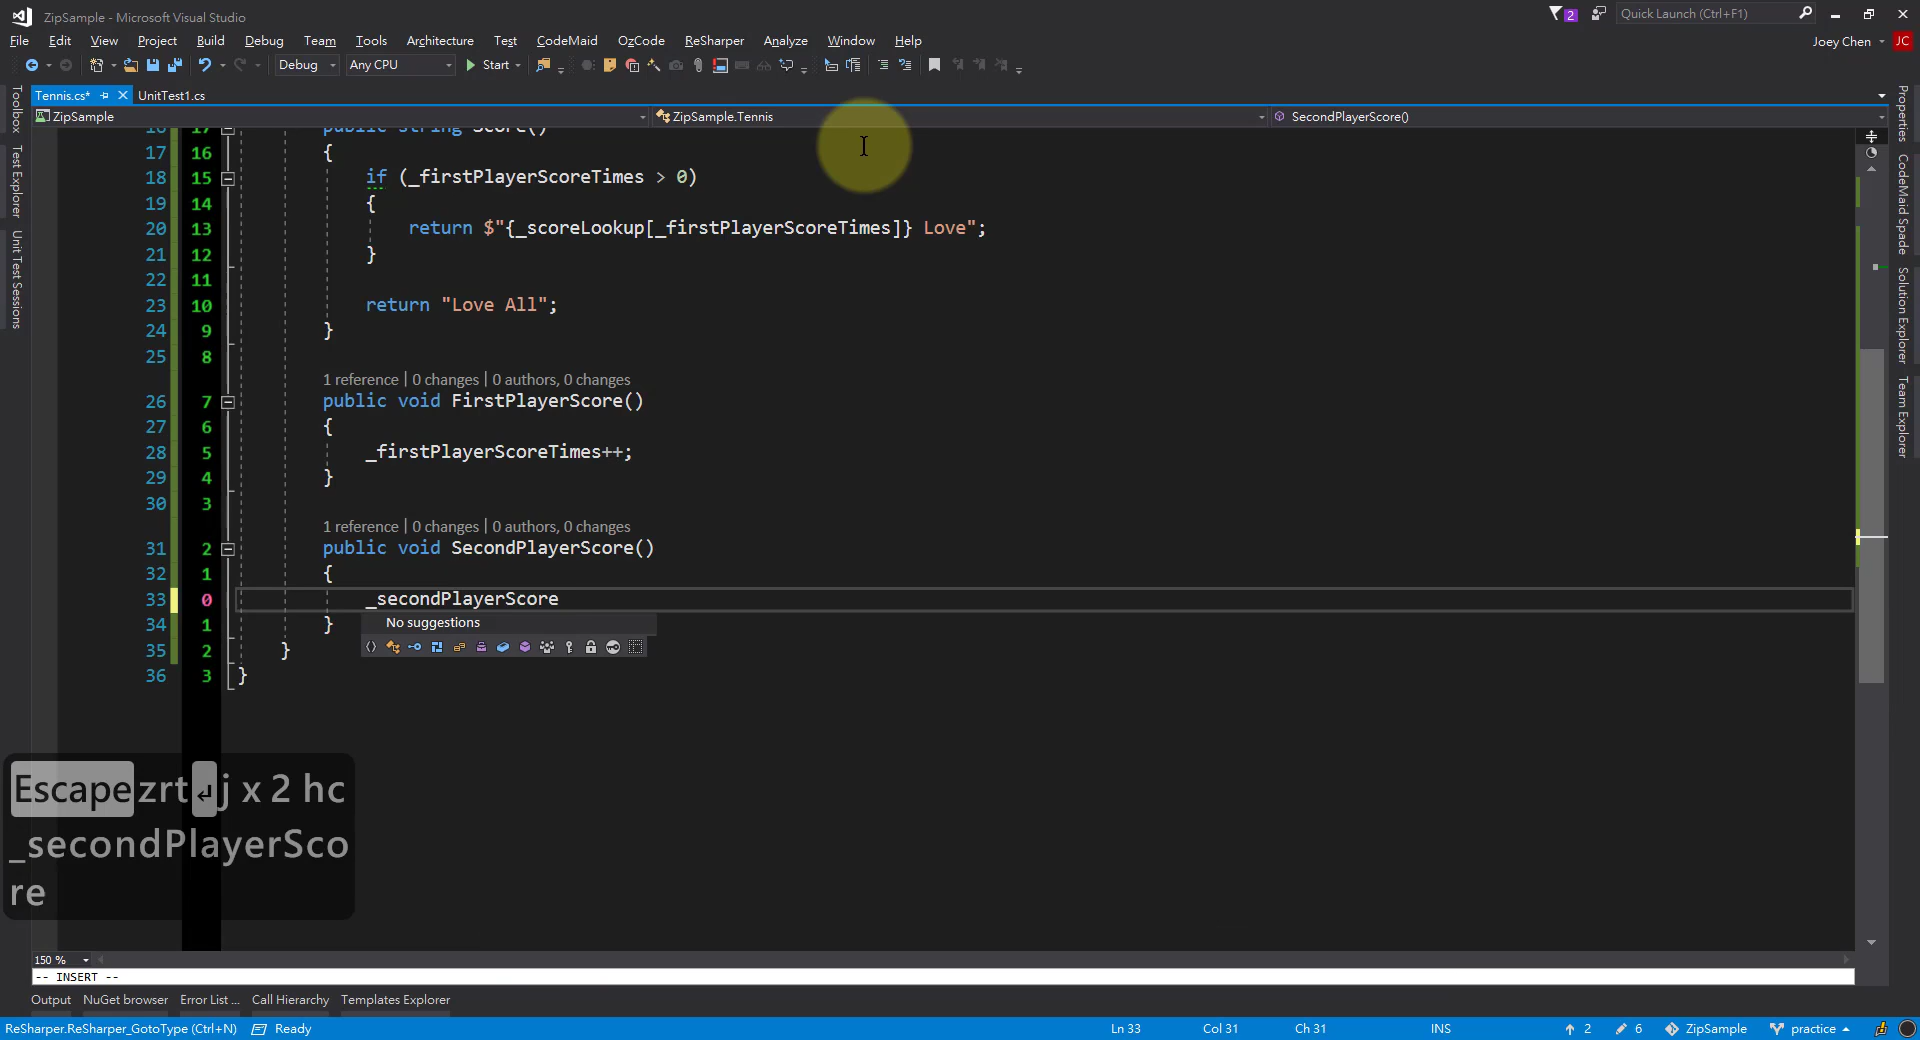 ZipSample - Microsoft Visual Studio
2
Quick Launch (Ctrl+F1)
File Edit View Project Build Debug Team Tools Architecture Test CodeMaid OzCode ReSharper Analyze Window Help
Joey Chen JC
Debug Any CPU Start
Tennis.cs* UnitTest1.cs
ZipSample ZipSample.Tennis SecondPlayerScore()
Toolbox
Test Explorer
Unit Test Sessions
Properties
CodeMaid Spade
Solution Explorer
Team Explorer
16 17 public string Score()
17 16 {
18 15 if (_firstPlayerScoreTimes > 0)
19 14 {
20 13 return $"{_scoreLookup[_firstPlayerScoreTimes]} Love";
21 12 }
22 11
23 10 return "Love All";
24 9 }
25 8
1 reference | 0 changes | 0 authors, 0 changes
26 7 public void FirstPlayerScore()
27 6 {
28 5 _firstPlayerScoreTimes++;
29 4 }
30 3
1 reference | 0 changes | 0 authors, 0 changes
31 2 public void SecondPlayerScore()
32 1 {
33 0 _secondPlayerScore
No suggestions
34 1 }
35 2 }
36 3 }
Escape zrt ↲ j x 2 hc
_secondPlayerSco
re
150 %
-- INSERT --
Output NuGet browser Error List ... Call Hierarchy Templates Explorer
ReSharper.ReSharper_GotoType (Ctrl+N) Ready Ln 33 Col 31 Ch 31 INS 2 6 ZipSample practice